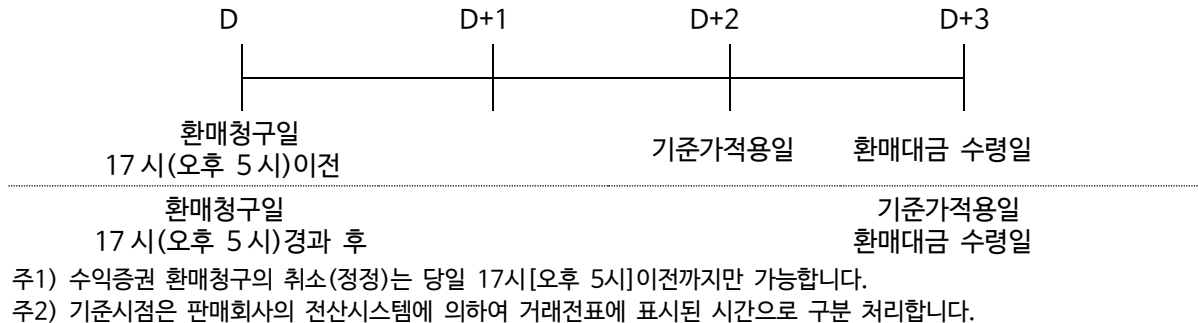 D D+1 D+2 D+3
환매청구일
17시(오후 5시)이전
기준가적용일 환매대금 수령일
환매청구일
17시(오후 5시)경과 후
기준가적용일
환매대금 수령일
주1) 수익증권 환매청구의 취소(정정)는 당일 17시[오후 5시]이전까지만 가능합니다.
주2) 기준시점은 판매회사의 전산시스템에 의하여 거래전표에 표시된 시간으로 구분 처리합니다.